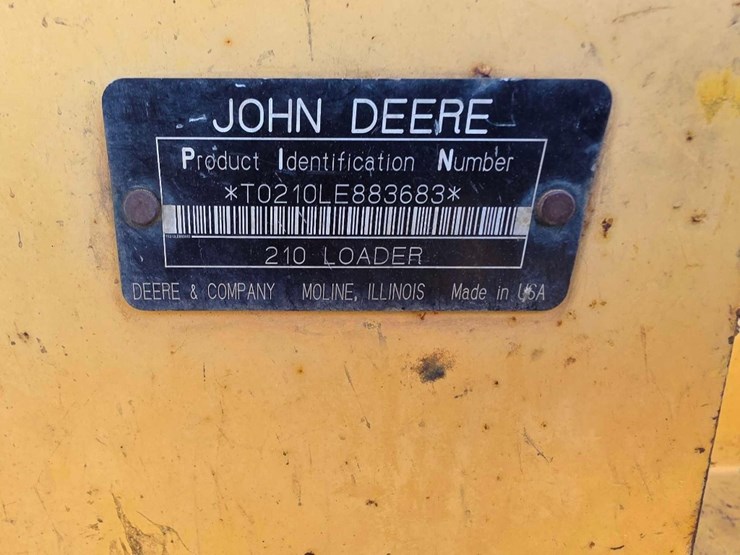 JOHN DEERE
Product Identification Number
*T0210LE883683*
210 LOADER
DEERE & COMPANY MOLINE, ILLINOIS Made in USA